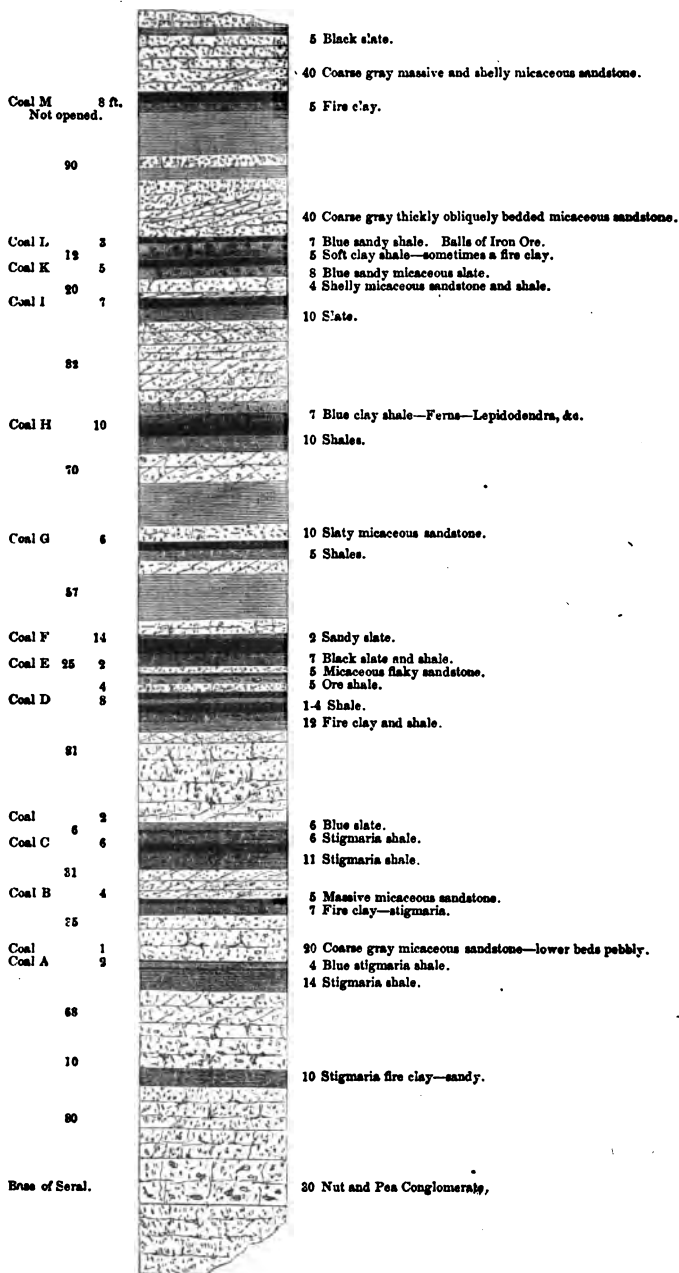 5 Black slate.
40 Coarse gray massive and shelly micaceous sandstone.
Coal M 8 ft.
Not opened.
5 Fire clay.
90
40 Coarse gray thickly obliquely bedded micaceous sandstone.
Coal L 3
7 Blue sandy shale. Balls of Iron Ore.
12
5 Soft clay shale—sometimes a fire clay.
Coal K 5
8 Blue sandy micaceous slate.
20
4 Shelly micaceous sandstone and shale.
Coal I 7
10 Slate.
82
7 Blue clay shale—Ferns—Lepidodendra, &c.
Coal H 10
10 Shales.
70
10 Slaty micaceous sandstone.
Coal G 6
5 Shales.
57
Coal F 14
2 Sandy slate.
7 Black slate and shale.
Coal E 25 2
5 Micaceous flaky sandstone.
4
5 Ore shale.
Coal D 8
1-4 Shale.
12 Fire clay and shale.
81
Coal 2
6 Blue slate.
6
6 Stigmaria shale.
Coal C 6
11 Stigmaria shale.
31
Coal B 4
5 Massive micaceous sandstone.
7 Fire clay—stigmaria.
25
Coal 1
20 Coarse gray micaceous sandstone—lower beds pebbly.
Coal A 2
4 Blue stigmaria shale.
14 Stigmaria shale.
68
10
10 Stigmaria fire clay—sandy.
80
Base of Seral.
30 Nut and Pea Conglomerate,